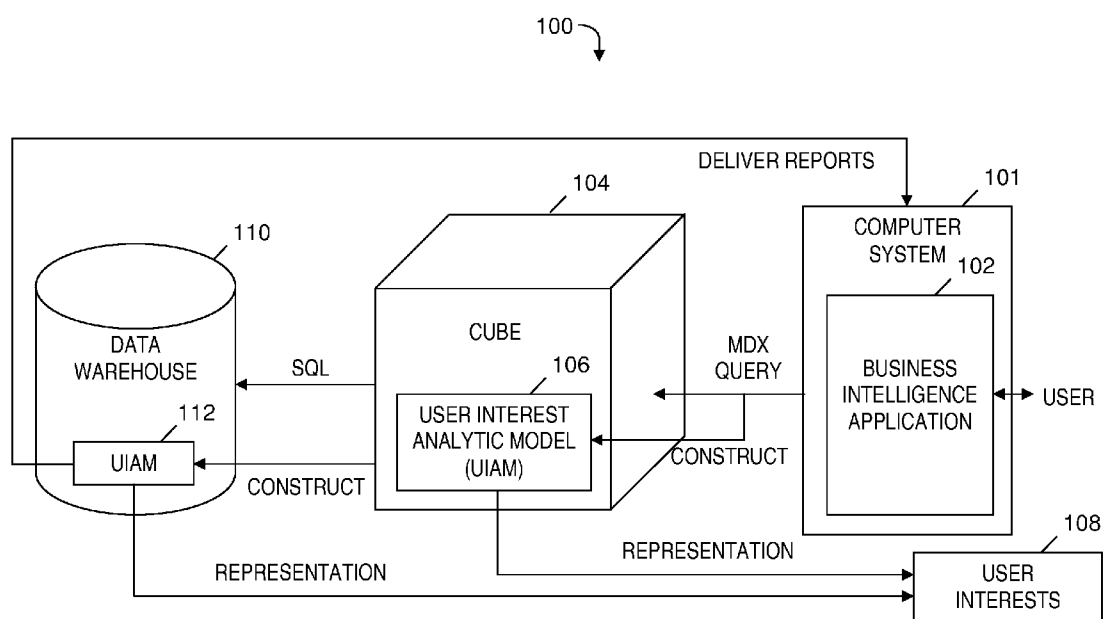 100
DELIVER REPORTS
104
101
COMPUTER
SYSTEM
110
102
DATA
WAREHOUSE
CUBE
SQL
MDX
QUERY
BUSINESS
INTELLIGENCE
APPLICATION
USER
106
USER INTEREST
ANALYTIC MODEL
(UIAM)
112
UIAM
CONSTRUCT
CONSTRUCT
REPRESENTATION
REPRESENTATION
108
USER
INTERESTS